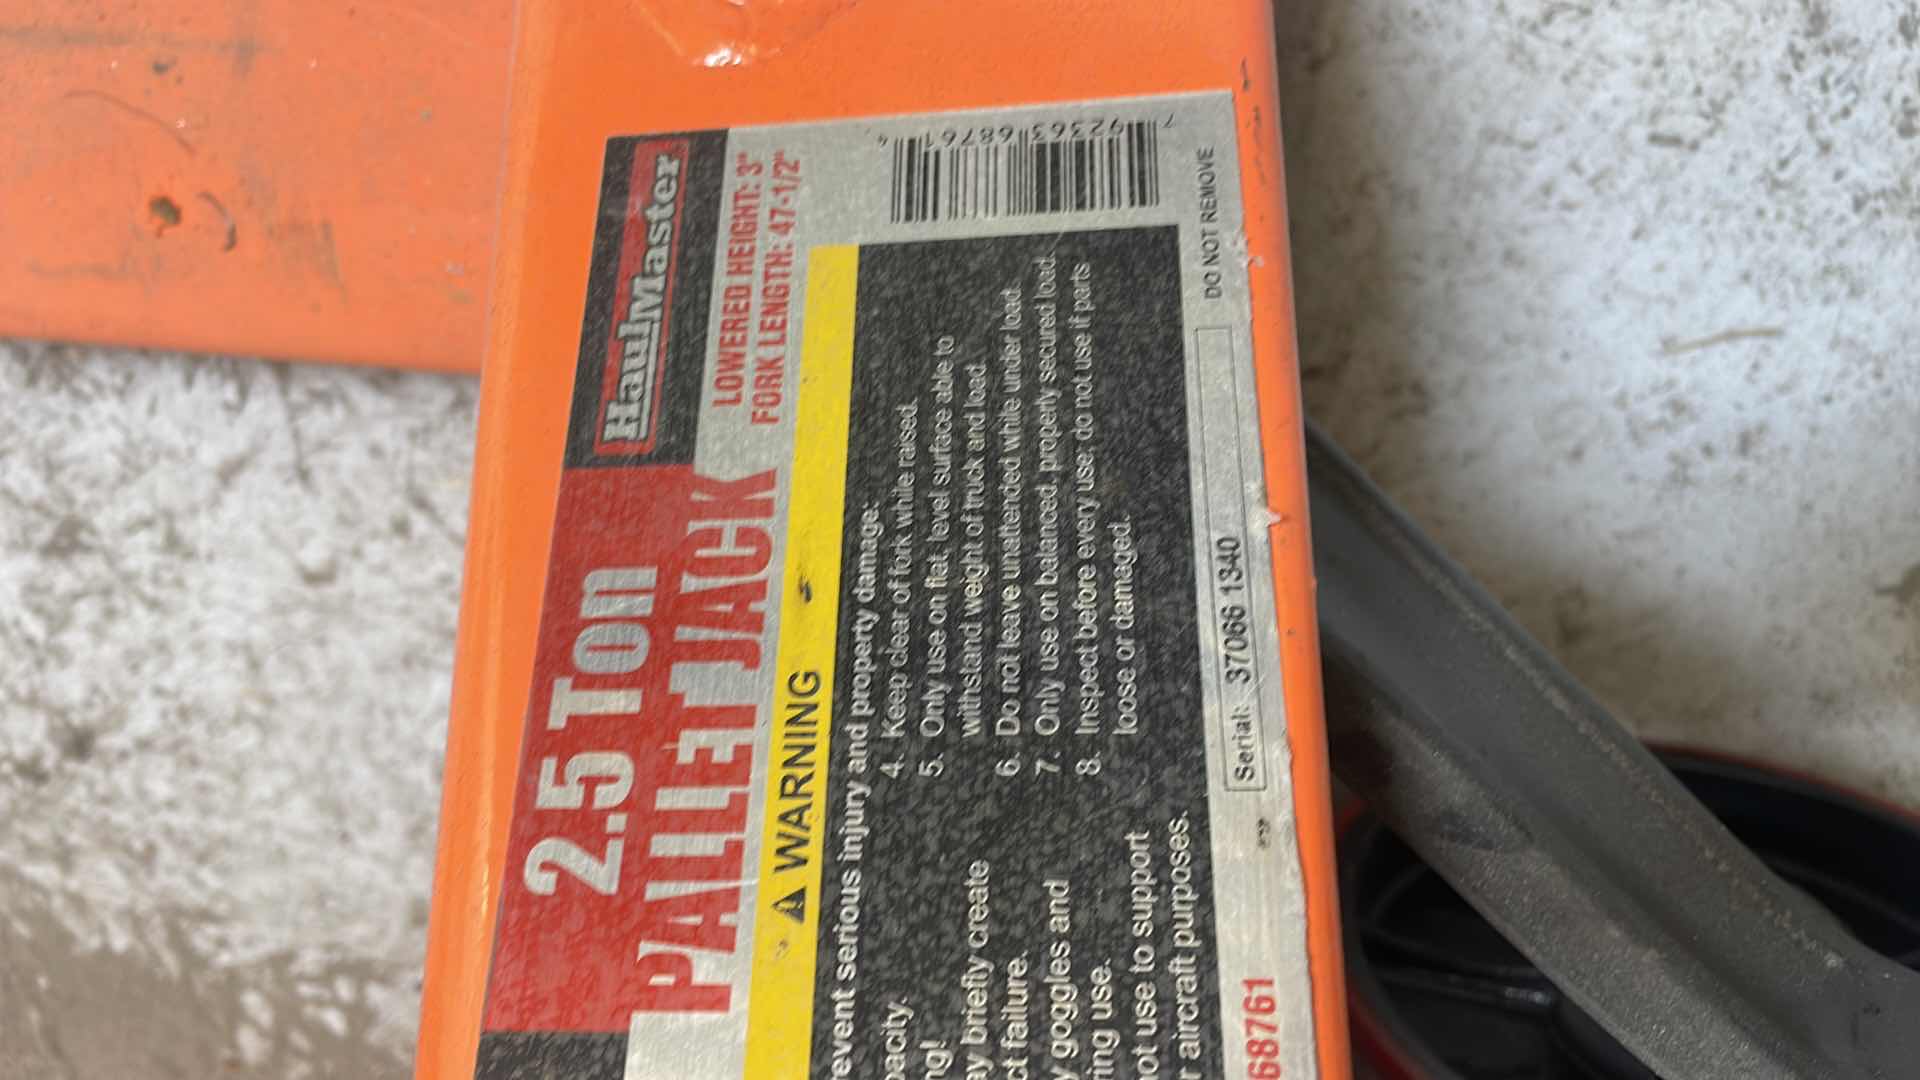 HaulMaster
2.5 Ton
PALLET JACK
LOWERED HEIGHT: 3"
FORK LENGTH: 47-1/2"
⚠ WARNING
event serious injury and property damage:
pacity.
ng!
ay briefly create
ct failure.
y goggles and
ring use.
not use to support
r aircraft purposes.
4. Keep clear of fork while raised.
5. Only use on flat, level surface able to
withstand weight of truck and load.
6. Do not leave unattended while under load.
7. Only use on balanced, properly secured load.
8. Inspect before every use; do not use if parts
loose or damaged.
68761
Serial: 37066 1340
DO NOT REMOVE
7 92363 68761 4